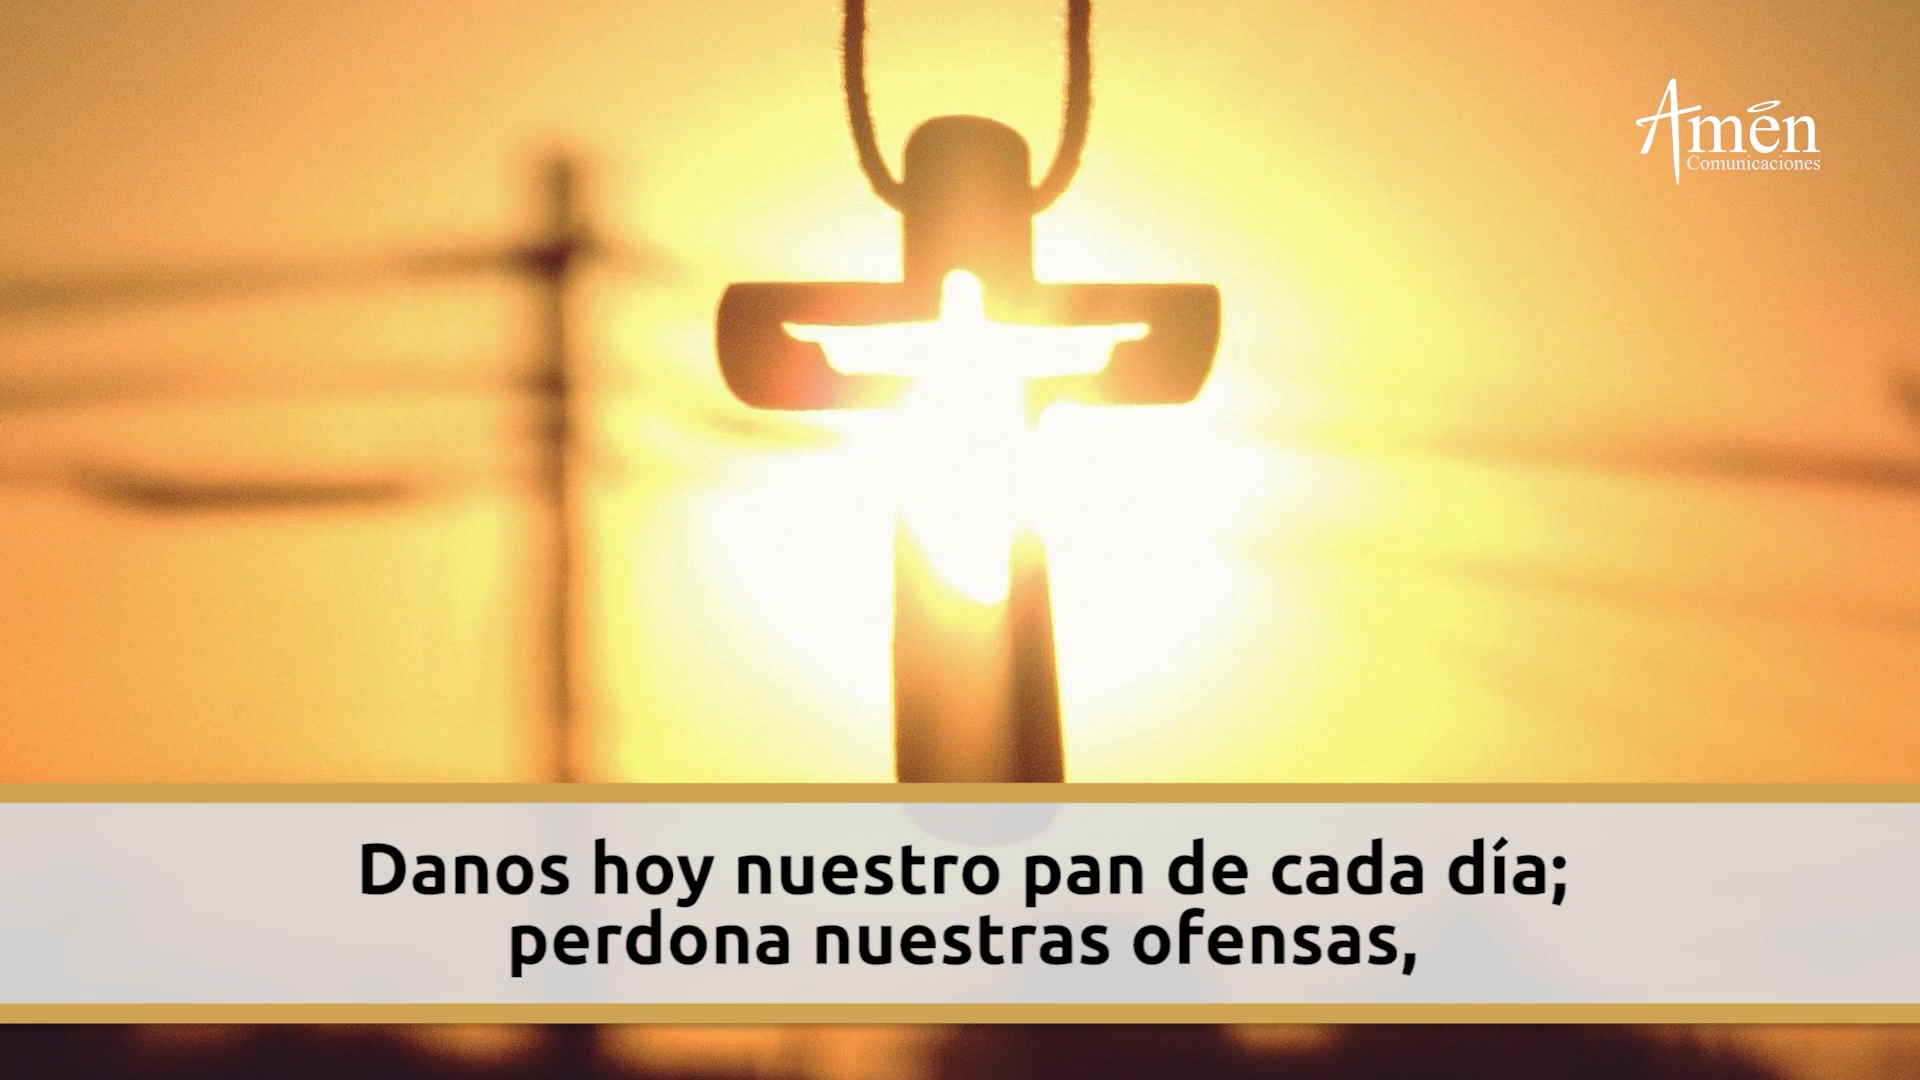 Amén
Comunicaciones
Danos hoy nuestro pan de cada día;
perdona nuestras ofensas,